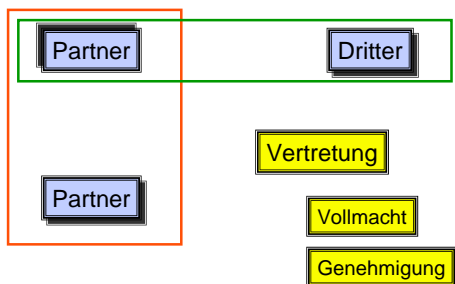 Partner
Dritter
Vertretung
Partner
Vollmacht
Genehmigung